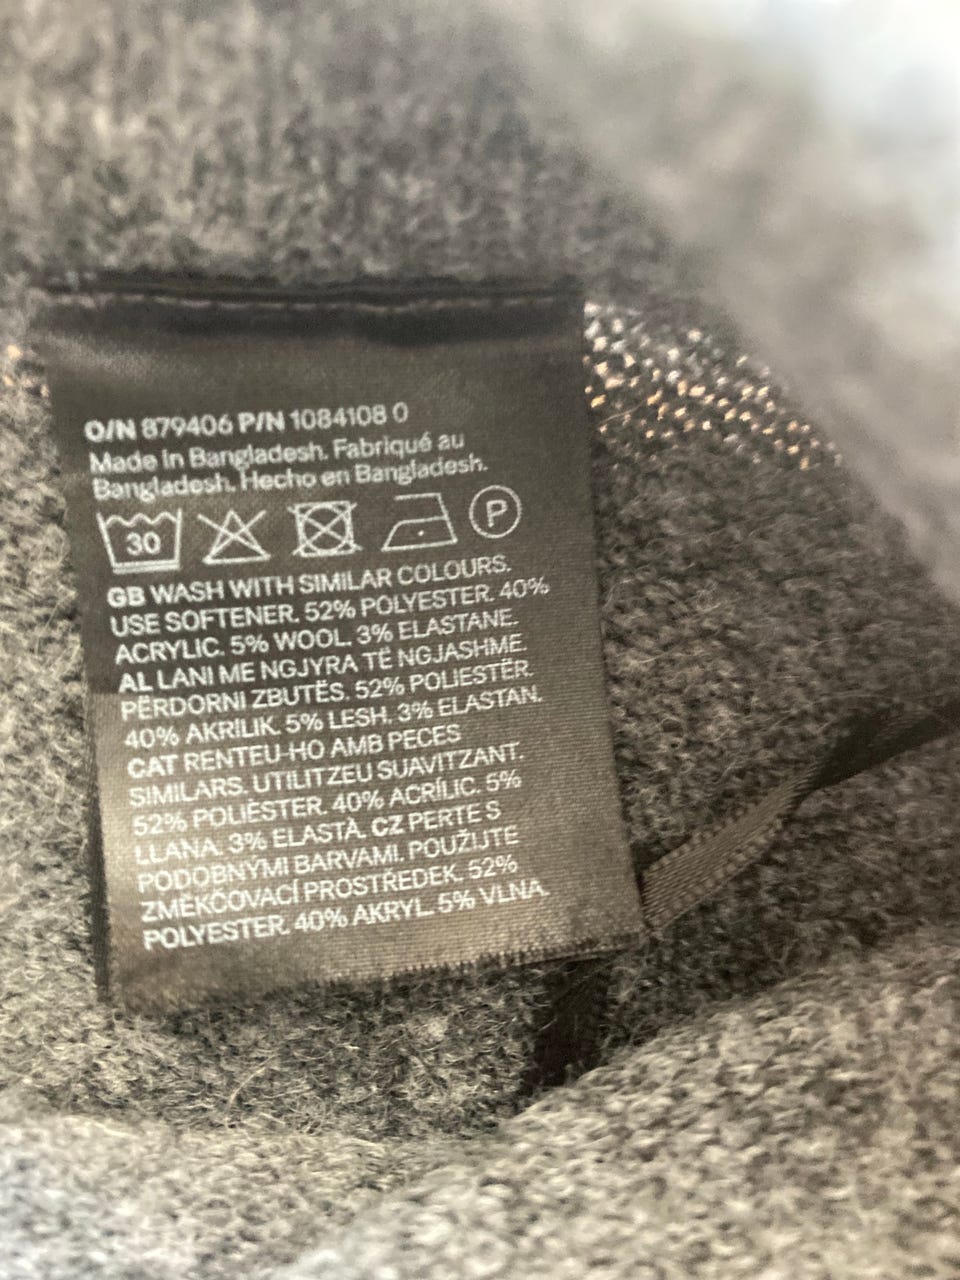 O/N 879406 P/N 1084108 0
Made in Bangladesh. Fabriqué au
Bangladesh. Hecho en Bangladesh.
30 P
GB WASH WITH SIMILAR COLOURS.
USE SOFTENER. 52% POLYESTER. 40%
ACRYLIC. 5% WOOL. 3% ELASTANE.
AL LANI ME NGJYRA TË NGJASHME.
PËRDORNI ZBUTËS. 52% POLIESTËR.
40% AKRILIK. 5% LESH. 3% ELASTAN.
CAT RENTEU-HO AMB PECES
SIMILARS. UTILITZEU SUAVITZANT.
52% POLIÈSTER. 40% ACRÍLIC. 5%
LLANA. 3% ELASTÀ. CZ PERTE S
PODOBNÝMI BARVAMI. POUŽIJTE
ZMĚKČOVACÍ PROSTŘEDEK. 52%
POLYESTER. 40% AKRYL. 5% VLNA.